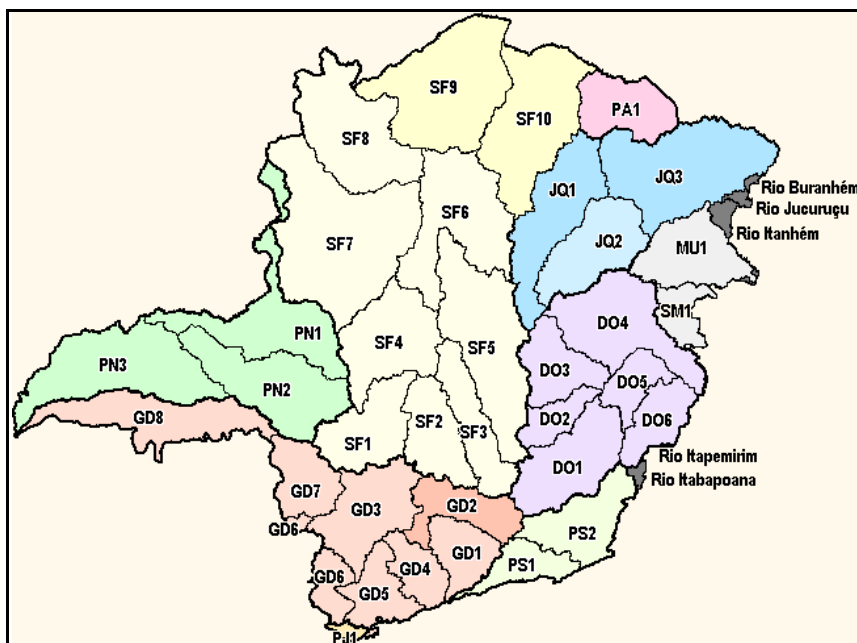 SF9
SF10
PA1
SF8
JQ1
JQ3
Rio Buranhém
Rio Jucuruçu
SF6
Rio Itanhém
SF7
JQ2
MU1
SM1
PN1
DO4
SF4
SF5
PN3
DO3
DO5
PN2
DO2
DO6
GD8
SF2
SF3
SF1
Rio Itapemirim
DO1
Rio Itabapoana
GD7
GD2
GD3
GD6
PS2
GD1
PS1
GD4
GD6
GD5
PJ1